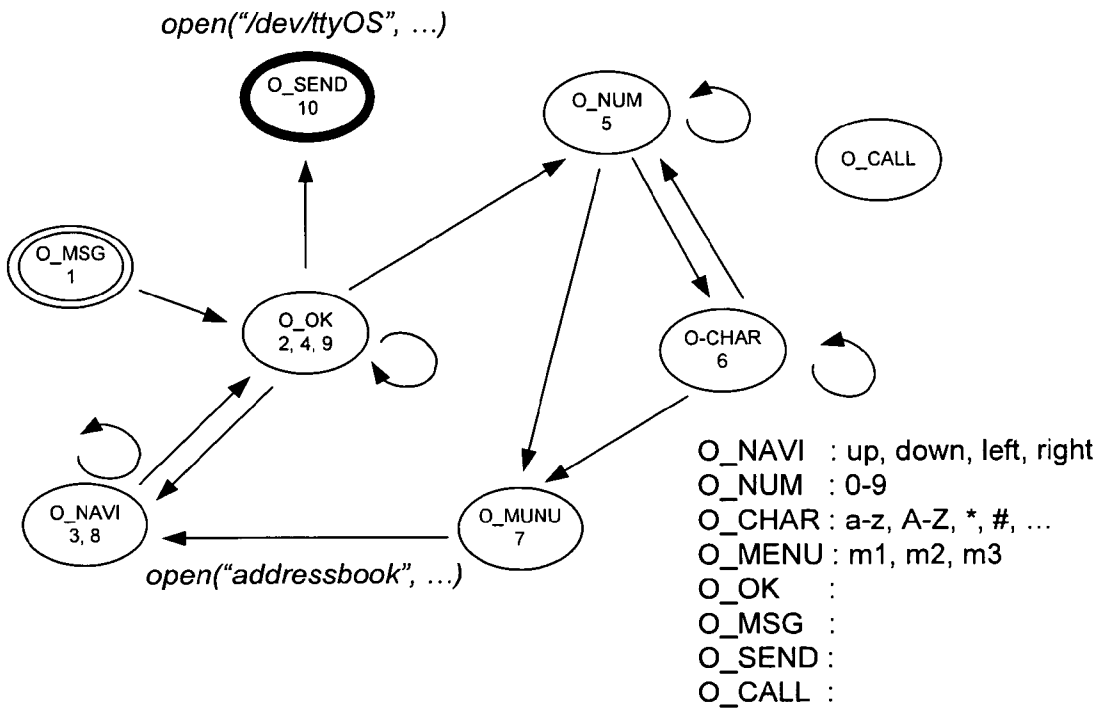 open("/dev/ttyOS", …)
O_SEND
10
O_NUM
5
O_CALL
O_MSG
1
O_OK
2, 4, 9
O-CHAR
6
O_NAVI
3, 8
O_MUNU
7
open("addressbook", …)
O_NAVI : up, down, left, right
O_NUM : 0-9
O_CHAR : a-z, A-Z, *, #, …
O_MENU : m1, m2, m3
O_OK :
O_MSG :
O_SEND :
O_CALL :